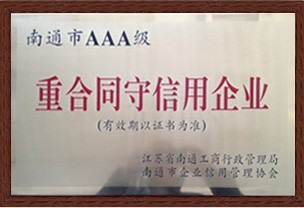 南通市AAA级
重合同守信用企业
(有效期以证书为准)
江苏省南通工商行政管理局
南通市企业信用管理协会